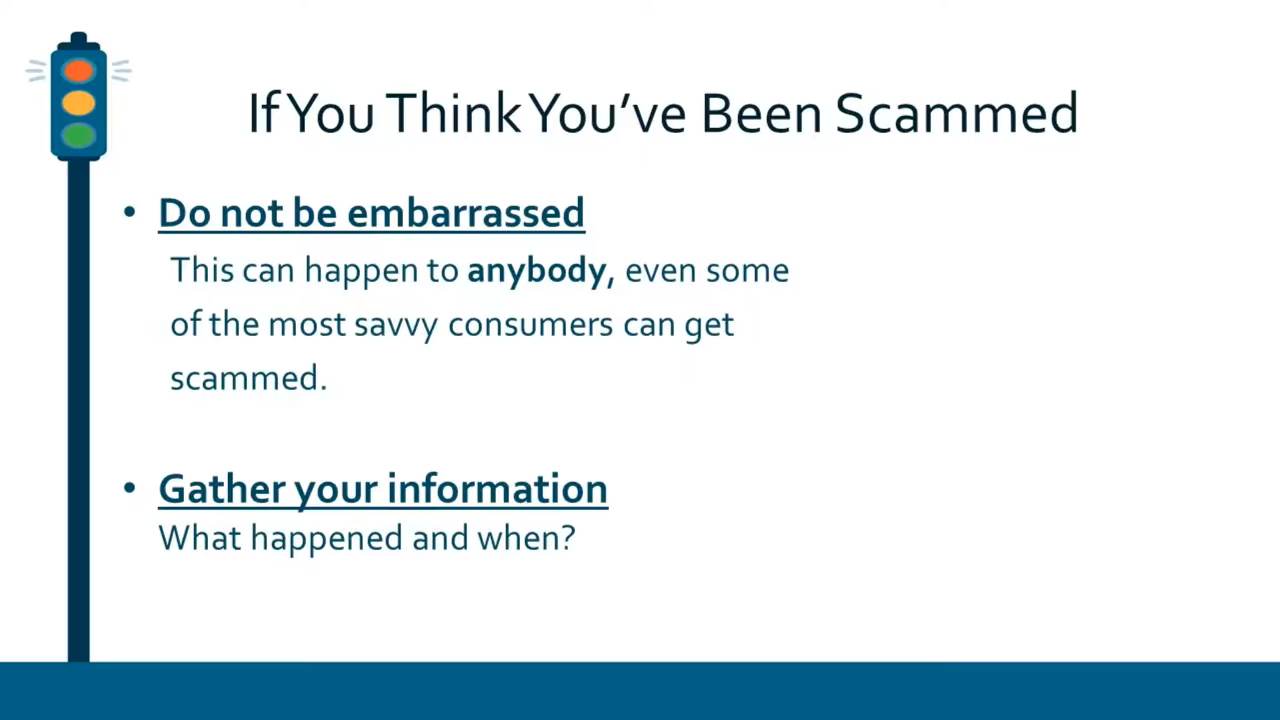 If You Think You’ve Been Scammed
• Do not be embarrassed
This can happen to anybody, even some
of the most savvy consumers can get
scammed.
• Gather your information
What happened and when?